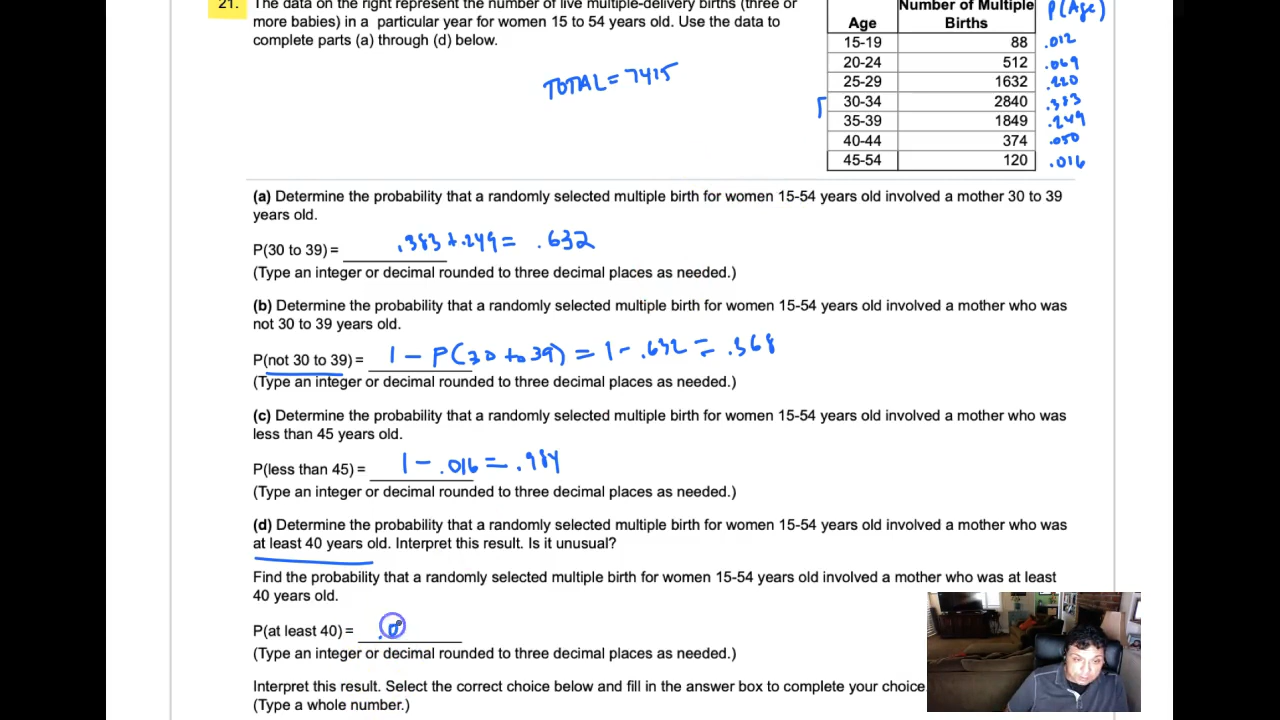 21. The data on the right represent the number of live multiple-delivery births (three or
more babies) in a particular year for women 15 to 54 years old. Use the data to
complete parts (a) through (d) below.
TOTAL = 7415
Age Number of Multiple Births P(Age)
15-19 88 .012
20-24 512 .069
25-29 1632 .220
30-34 2840 .383
35-39 1849 .249
40-44 374 .050
45-54 120 .016
(a) Determine the probability that a randomly selected multiple birth for women 15-54 years old involved a mother 30 to 39
years old.
P(30 to 39) = .383 + .249 = .632
(Type an integer or decimal rounded to three decimal places as needed.)
(b) Determine the probability that a randomly selected multiple birth for women 15-54 years old involved a mother who was
not 30 to 39 years old.
P(not 30 to 39) = 1 - P(30 to 39) = 1 - .632 = .368
(Type an integer or decimal rounded to three decimal places as needed.)
(c) Determine the probability that a randomly selected multiple birth for women 15-54 years old involved a mother who was
less than 45 years old.
P(less than 45) = 1 - .016 = .984
(Type an integer or decimal rounded to three decimal places as needed.)
(d) Determine the probability that a randomly selected multiple birth for women 15-54 years old involved a mother who was
at least 40 years old. Interpret this result. Is it unusual?
Find the probability that a randomly selected multiple birth for women 15-54 years old involved a mother who was at least
40 years old.
P(at least 40) = .0
(Type an integer or decimal rounded to three decimal places as needed.)
Interpret this result. Select the correct choice below and fill in the answer box to complete your choice
(Type a whole number.)